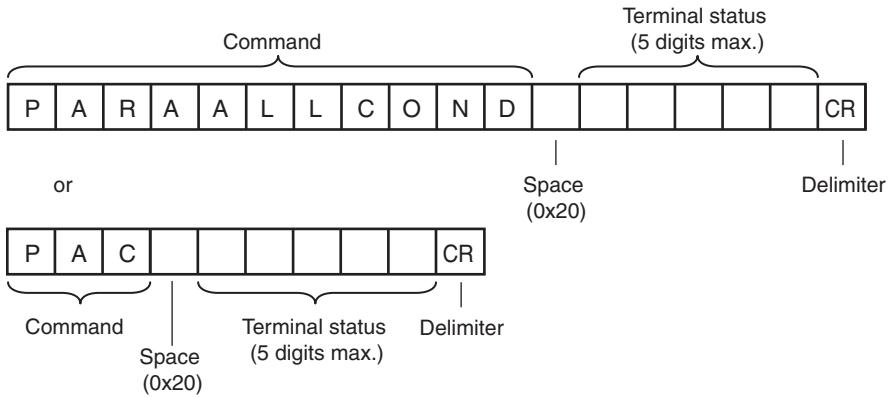 Command
Terminal status
(5 digits max.)
P A R A A L L C O N D CR
Space
(0x20)
Delimiter
or
P A C CR
Command
Space
(0x20)
Terminal status
(5 digits max.)
Delimiter